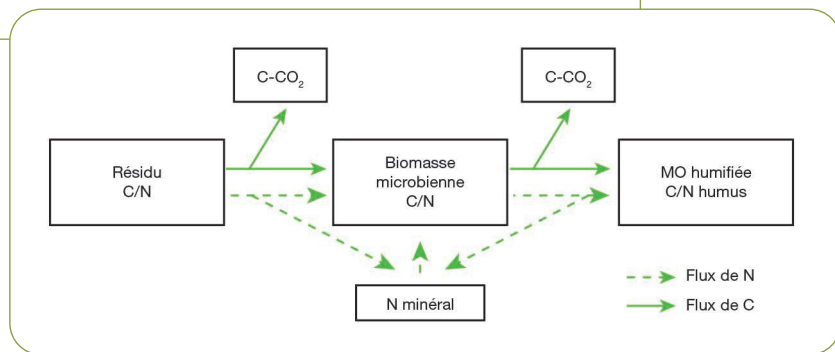 C-CO₂
C-CO₂
Résidu
C/N
Biomasse
microbienne
C/N
MO humifiée
C/N humus
N minéral
Flux de N
Flux de C